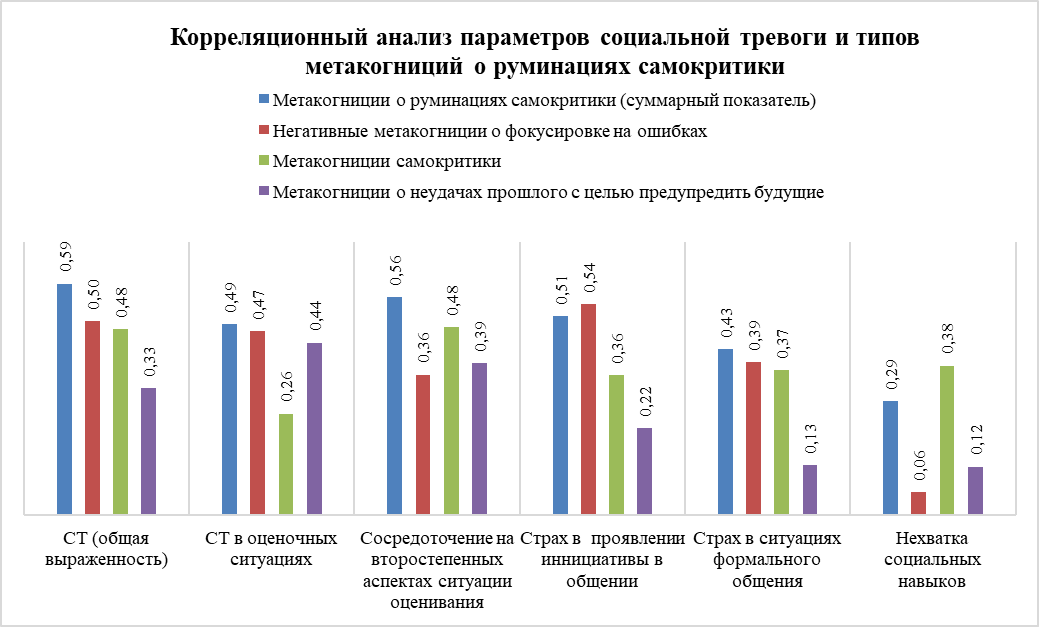 Корреляционный анализ параметров социальной тревоги и типов
метакогниций о руминациях самокритики
Метакогниции о руминациях самокритики (суммарный показатель)
Негативные метакогниции о фокусировке на ошибках
Метакогниции самокритики
Метакогниции о неудачах прошлого с целью предупредить будущие
0,59
0,50
0,48
0,33
0,49
0,47
0,26
0,44
0,56
0,36
0,48
0,39
0,51
0,54
0,36
0,22
0,43
0,39
0,37
0,13
0,29
0,06
0,38
0,12
СТ (общая
выраженность)
СТ в оценочных
ситуациях
Сосредоточение на
второстепенных
аспектах ситуации
оценивания
Страх в проявлении
иннициативы в
общении
Страх в ситуациях
формального
общения
Нехватка
социальных
навыков